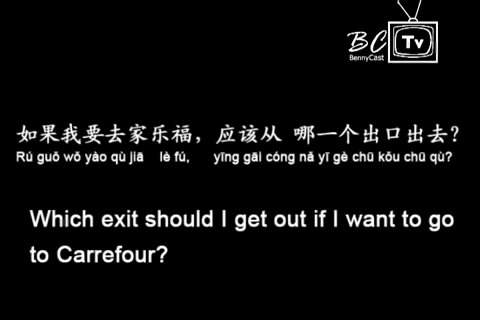 BC Tv
BennyCast
如果我要去家乐福，应该从 哪一个出口出去？
Rú guǒ wǒ yào qù jiā lè fú, yīng gāi cóng nǎ yī gè chū kǒu chū qù?
Which exit should I get out if I want to go
to Carrefour?